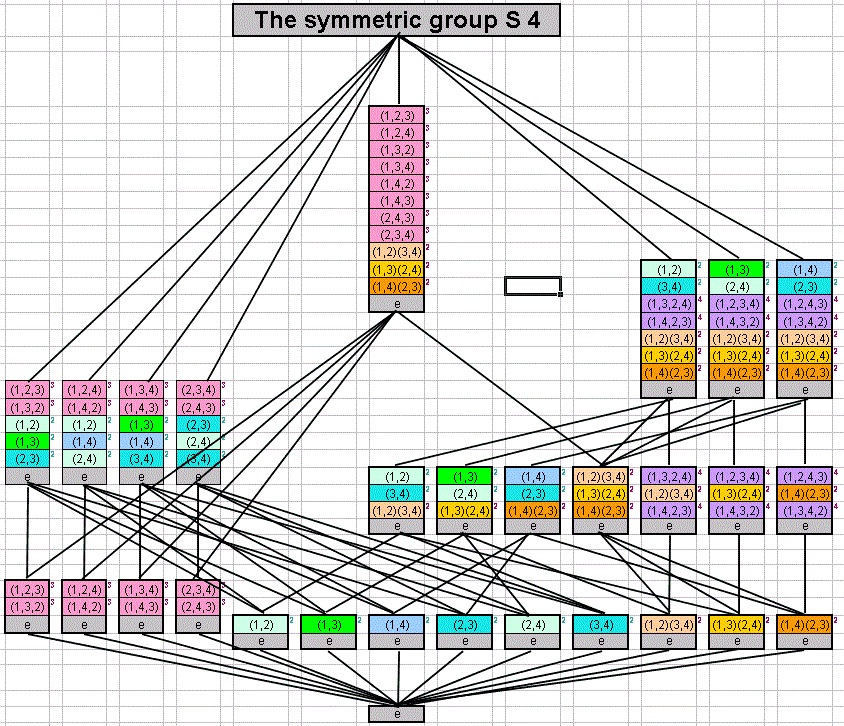 The symmetric group S 4
(1,2,3) 3
(1,2,4) 3
(1,3,2) 3
(1,3,4) 3
(1,4,2) 3
(1,4,3) 3
(2,4,3) 3
(2,3,4) 3
(1,2)(3,4) 2
(1,3)(2,4) 2
(1,4)(2,3) 2
e
(1,2) 2 (1,3) 2 (1,4) 2
(3,4) 2 (2,4) 2 (2,3) 2
(1,3,2,4) 4 (1,2,3,4) 4 (1,2,4,3) 4
(1,4,2,3) 4 (1,4,3,2) 4 (1,3,4,2) 4
(1,2)(3,4) 2 (1,2)(3,4) 2 (1,2)(3,4) 2
(1,3)(2,4) 2 (1,3)(2,4) 2 (1,3)(2,4) 2
(1,4)(2,3) 2 (1,4)(2,3) 2 (1,4)(2,3) 2
e e e
(1,2,3) 3 (1,2,4) 3 (1,3,4) 3 (2,3,4) 3
(1,3,2) 3 (1,4,2) 3 (1,4,3) 3 (2,4,3) 3
(1,2) 2 (1,2) 2 (1,3) 2 (2,3) 2
(1,3) 2 (1,4) 2 (1,4) 2 (2,4) 2
(2,3) 2 (2,4) 2 (3,4) 2 (3,4) 2
e e e e
(1,2) 2 (1,3) 2 (1,4) 2 (1,2)(3,4) 2 (1,3,2,4) 4 (1,2,3,4) 4 (1,2,4,3) 4
(3,4) 2 (2,4) 2 (2,3) 2 (1,3)(2,4) 2 (1,2)(3,4) 2 (1,3)(2,4) 2 (1,4)(2,3) 2
(1,2)(3,4) 2 (1,3)(2,4) 2 (1,4)(2,3) 2 (1,4)(2,3) 2 (1,4,2,3) 4 (1,4,3,2) 4 (1,3,4,2) 4
e e e e e e e
(1,2,3) 3 (1,2,4) 3 (1,3,4) 3 (2,3,4) 3
(1,3,2) 3 (1,4,2) 3 (1,4,3) 3 (2,4,3) 3
e e e e
(1,2) 2 (1,3) 2 (1,4) 2 (2,3) 2 (2,4) 2 (3,4) 2 (1,2)(3,4) 2 (1,3)(2,4) 2 (1,4)(2,3) 2
e e e e e e e e e
e